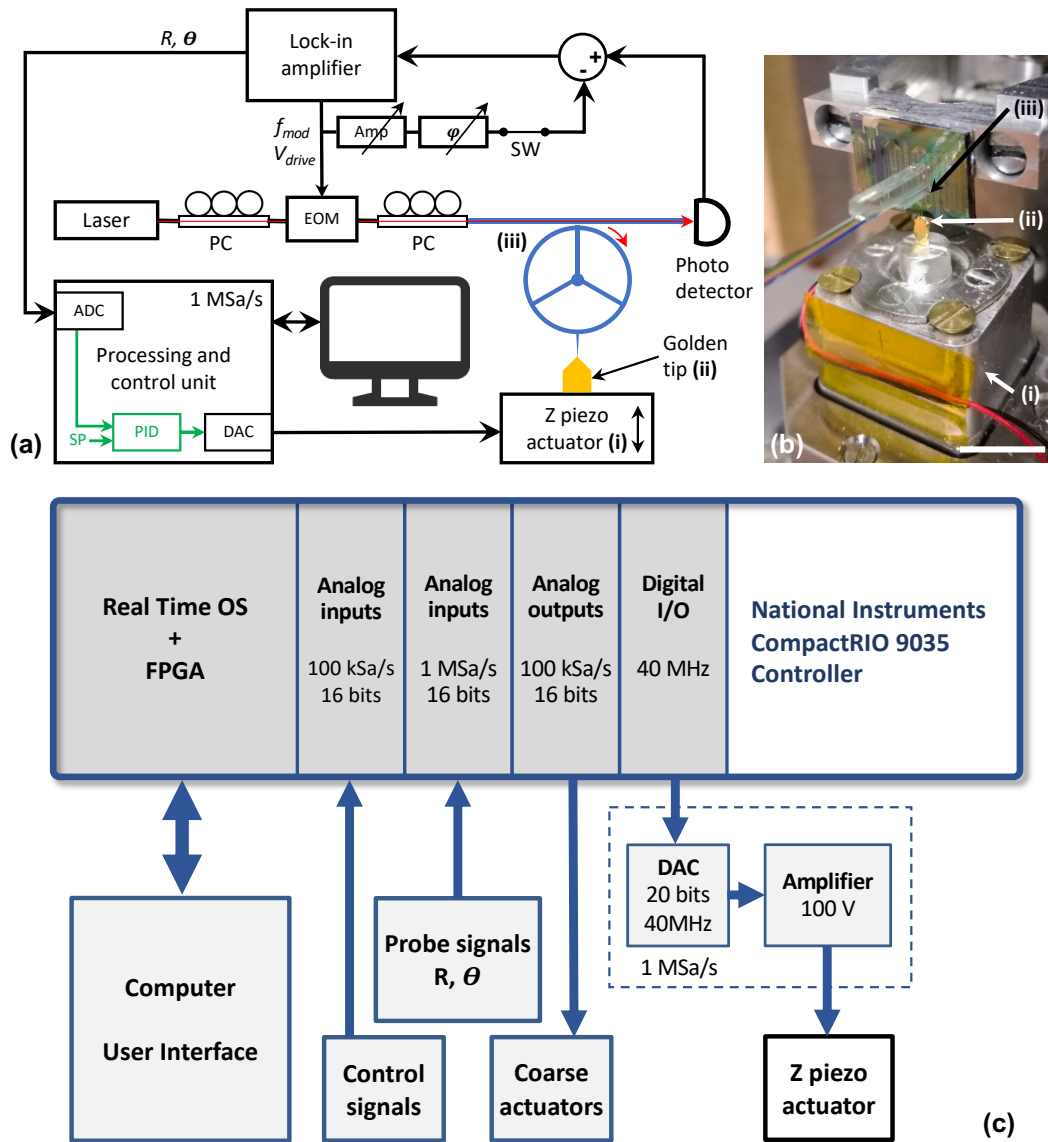 R, θ
Lock-in
amplifier
+
-
f_mod
V_drive
Amp
φ
SW
Laser
PC
EOM
PC
(iii)
Photo
detector
ADC
1 MSa/s
Processing and
control unit
SP
PID
DAC
Golden
tip (ii)
Z piezo
actuator (i)
(a)
(iii)
(ii)
(i)
(b)
Real Time OS
+
FPGA
Analog
inputs
100 kSa/s
16 bits
Analog
inputs
1 MSa/s
16 bits
Analog
outputs
100 kSa/s
16 bits
Digital
I/O
40 MHz
National Instruments
CompactRIO 9035
Controller
Computer
User Interface
Control
signals
Probe signals
R, θ
Coarse
actuators
DAC
20 bits
40MHz
1 MSa/s
Amplifier
100 V
Z piezo
actuator
(c)